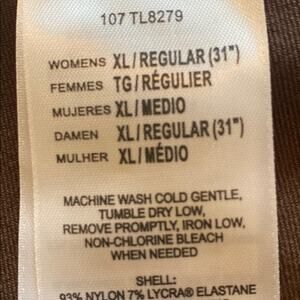 107 TL8279
WOMENS XL/REGULAR (31")
FEMMES TG/RÉGULIER
MUJERES XL/MEDIO
DAMEN XL/REGULAR (31")
MULHER XL/MÉDIO
MACHINE WASH COLD GENTLE,
TUMBLE DRY LOW,
REMOVE PROMPTLY, IRON LOW,
NON-CHLORINE BLEACH
WHEN NEEDED
SHELL:
93% NYLON 7% LYCRA® ELASTANE